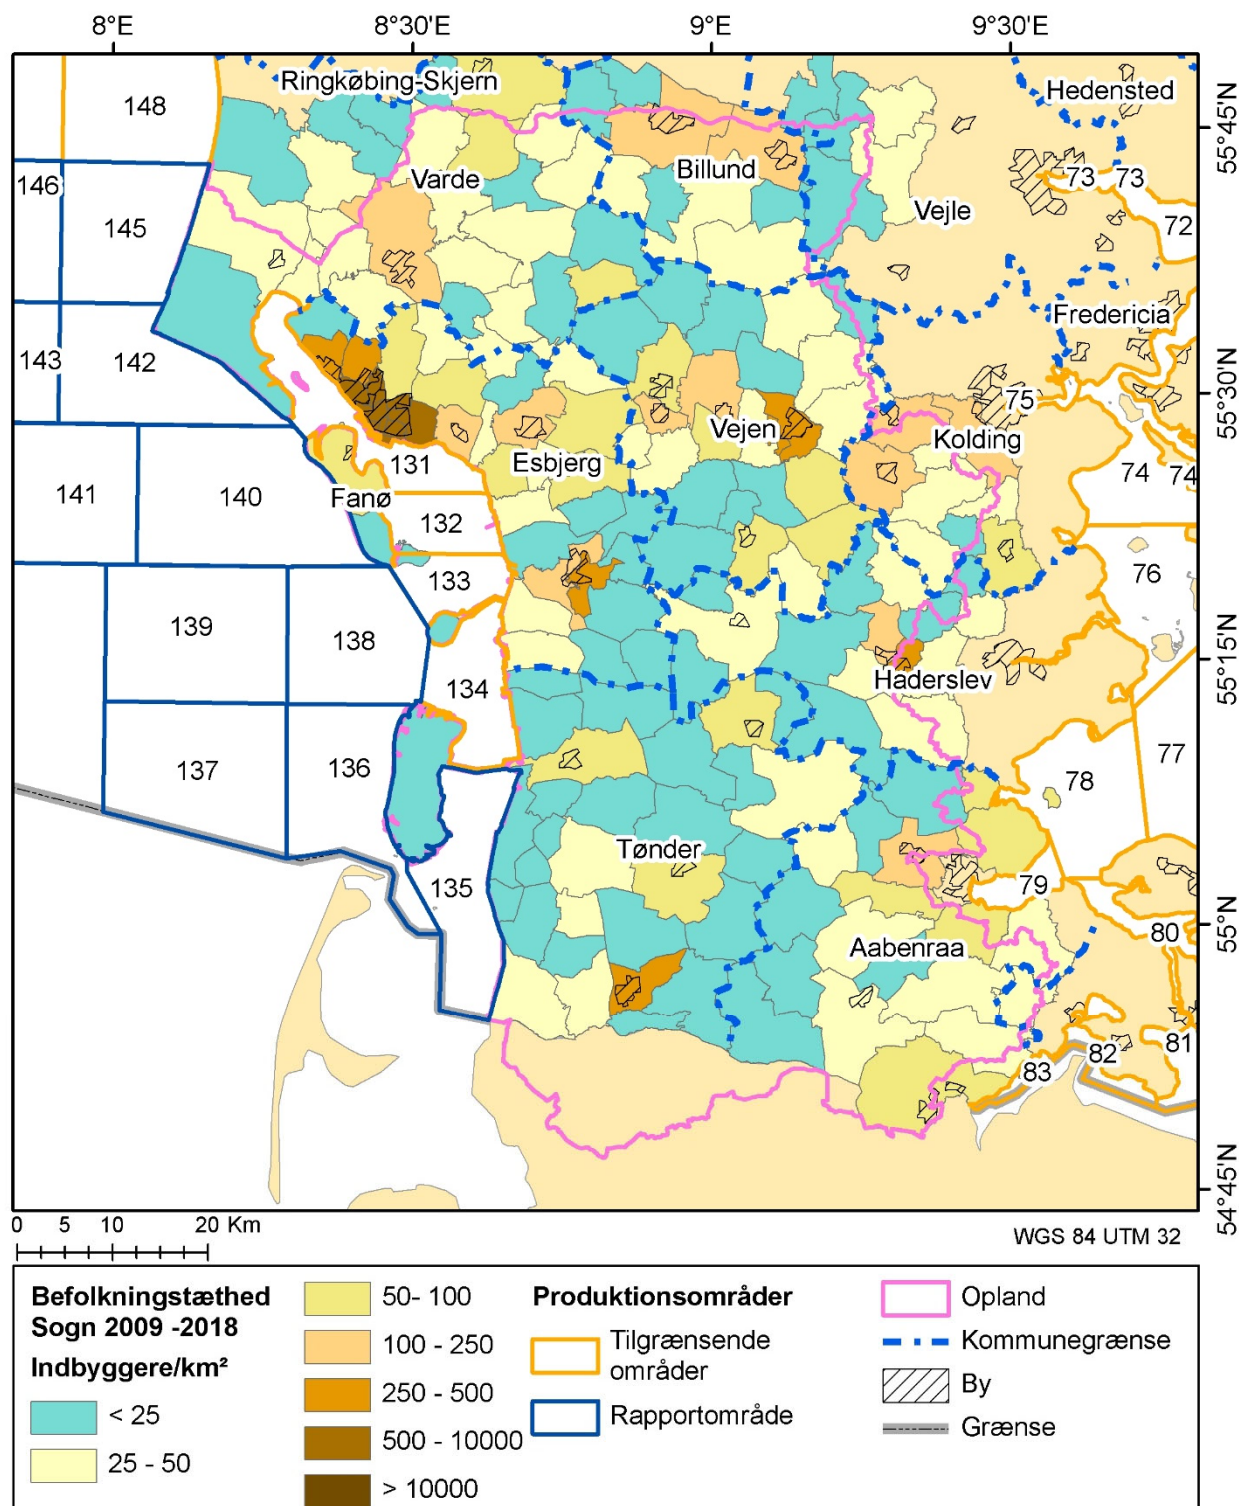 8°E
8°30'E
9°E
9°30'E
Ringkøbing-Skjern
Hedensted
148
55°45'N
Varde
Billund
73
73
146
Vejle
72
145
Fredericia
143
142
55°30'N
75
Vejen
Kolding
131
Esbjerg
74
74
141
140
Fanø
132
76
133
139
138
55°15'N
134
Haderslev
137
136
78
77
Tønder
135
79
55°N
80
Aabenraa
81
82
83
54°45'N
0 5 10 20 Km
WGS 84 UTM 32
Befolkningstæthed
Sogn 2009 -2018
Indbyggere/km²
< 25
25 - 50
50- 100
100 - 250
250 - 500
500 - 10000
> 10000
Produktionsområder
Tilgrænsende
områder
Rapportområde
Opland
Kommunegrænse
By
Grænse